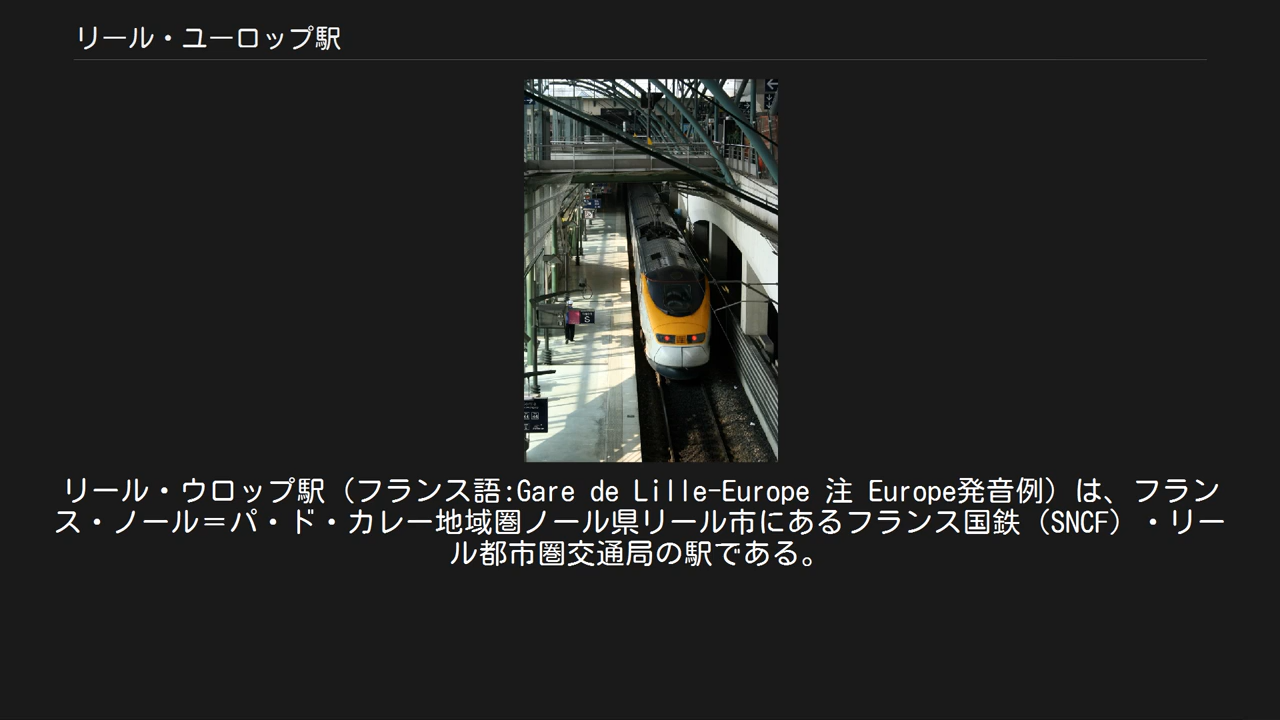 リール・ユーロップ駅
リール・ウロップ駅（フランス語:Gare de Lille-Europe 注 Europe発音例）は、フラン
ス・ノール＝パ・ド・カレー地域圏ノール県リール市にあるフランス国鉄（SNCF）・リー
ル都市圏交通局の駅である。